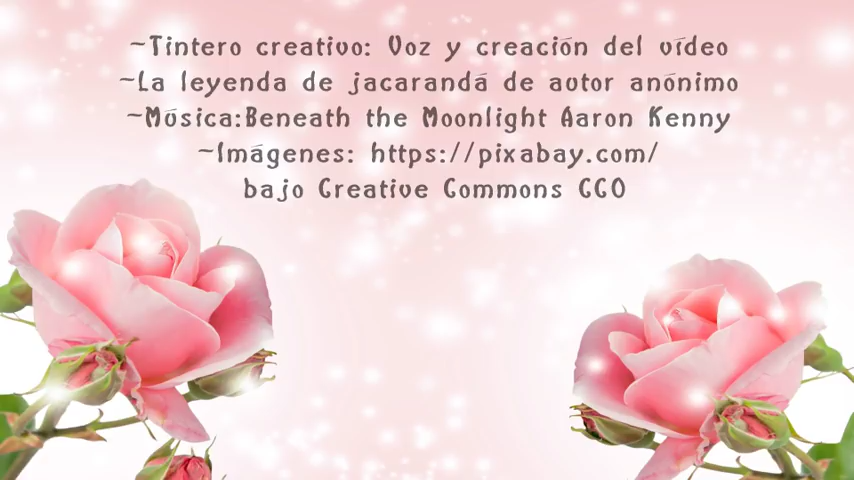 ~Tintero creativo: Voz y creación del vídeo
~La leyenda de jacarandá de autor anónimo
~Música:Beneath the Moonlight Aaron Kenny
~Imágenes: https://pixabay.com/
bajo Creative Commons CCO